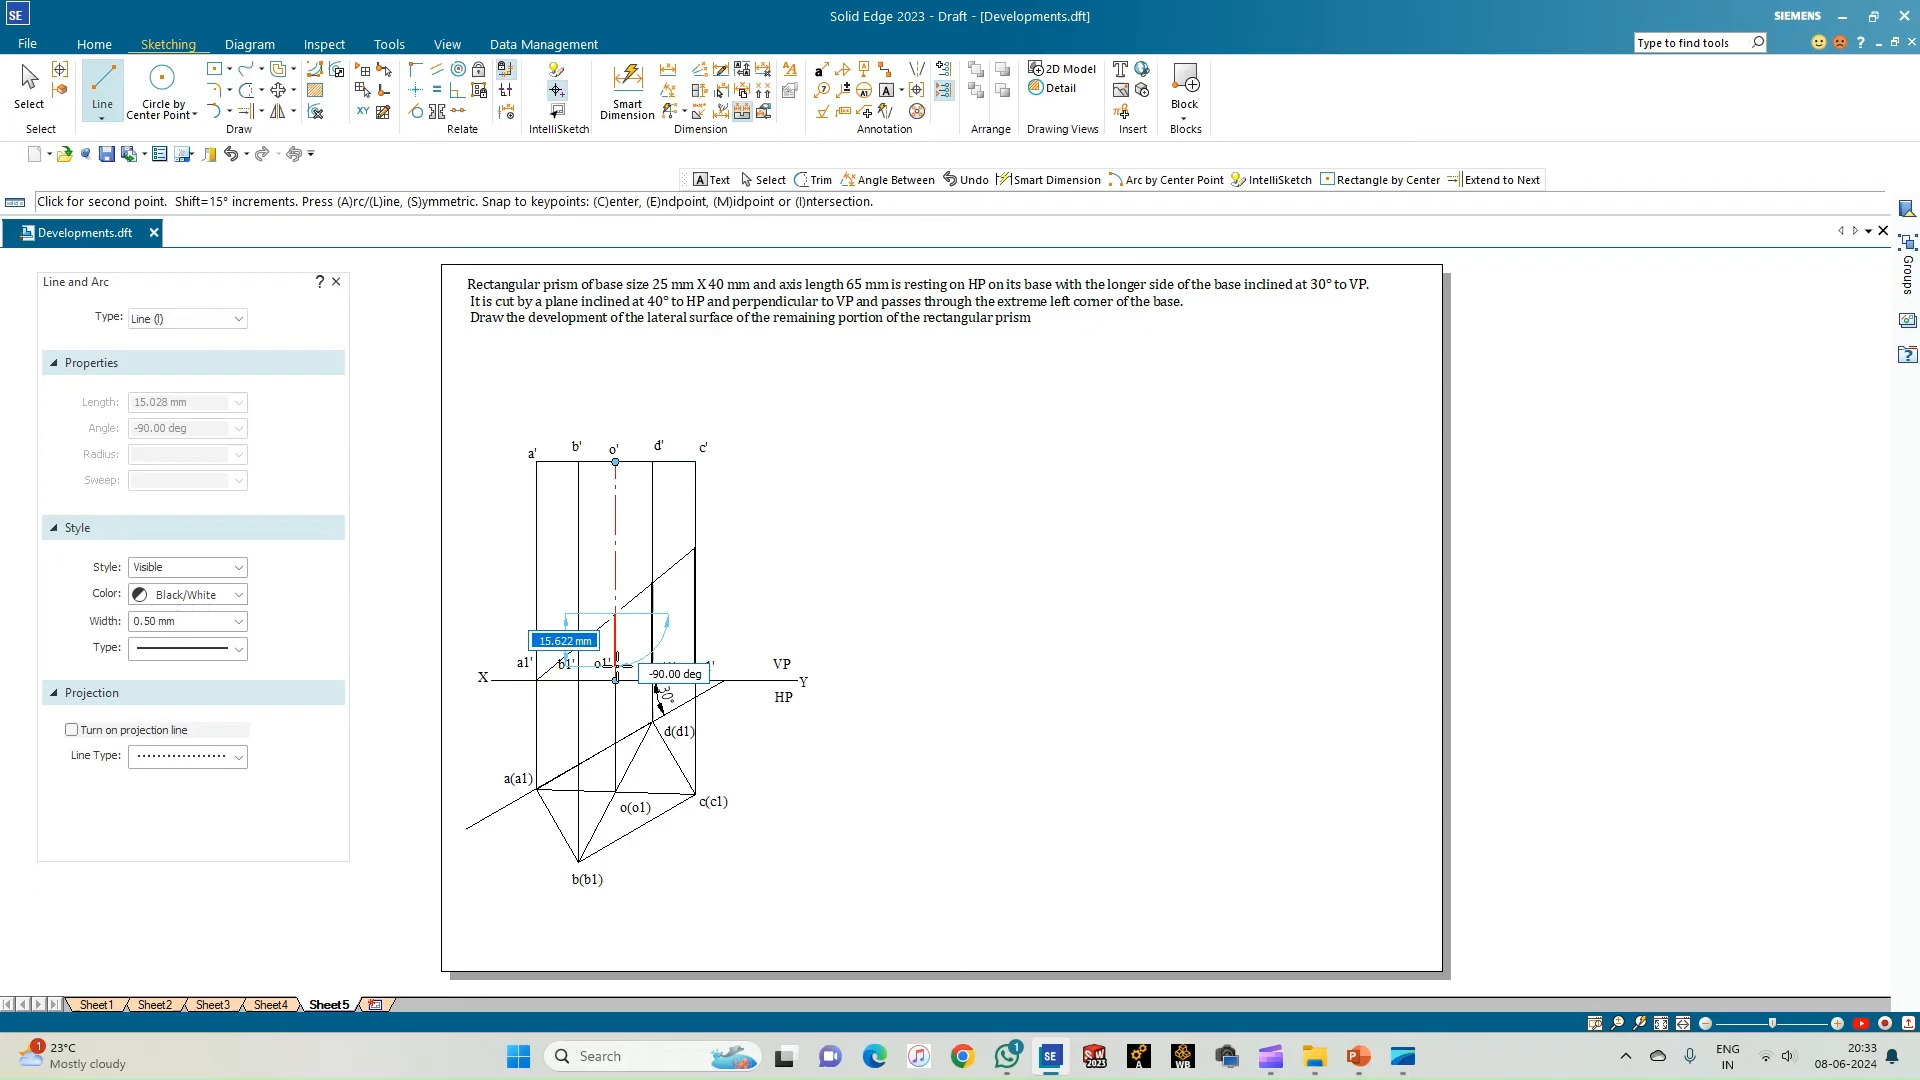 SE
Solid Edge 2023 - Draft - [Developments.dft]
SIEMENS
File
Home
Sketching
Diagram
Inspect
Tools
View
Data Management
Type to find tools
Select
Line
Circle by
Center Point
Smart
Dimension
2D Model
Detail
Block
Select
Draw
Relate
IntelliSketch
Dimension
Annotation
Arrange
Drawing Views
Insert
Blocks
Text
Select
Trim
Angle Between
Undo
Smart Dimension
Arc by Center Point
IntelliSketch
Rectangle by Center
Extend to Next
Click for second point. Shift=15° increments. Press (A)rc/(L)ine, (S)ymmetric. Snap to keypoints: (C)enter, (E)ndpoint, (M)idpoint or (I)ntersection.
Developments.dft
Groups
Line and Arc
Type: Line (l)
Properties
Length: 15.028 mm
Angle: -90.00 deg
Radius:
Sweep:
Style
Style: Visible
Color: Black/White
Width: 0.50 mm
Type:
Projection
Turn on projection line
Line Type:
Rectangular prism of base size 25 mm X 40 mm and axis length 65 mm is resting on HP on its base with the longer side of the base inclined at 30° to VP.
It is cut by a plane inclined at 40° to HP and perpendicular to VP and passes through the extreme left corner of the base.
Draw the development of the lateral surface of the remaining portion of the rectangular prism
a' b' o' d' c'
15.622 mm
a1' b1' o1'
-90.00 deg
VP
X Y
HP
30°
d(d1)
a(a1)
o(o1)
c(c1)
b(b1)
Sheet1
Sheet2
Sheet3
Sheet4
Sheet5
1
23°C
Mostly cloudy
Search
1
SE
2023
A
WB
ENG
IN
20:33
08-06-2024